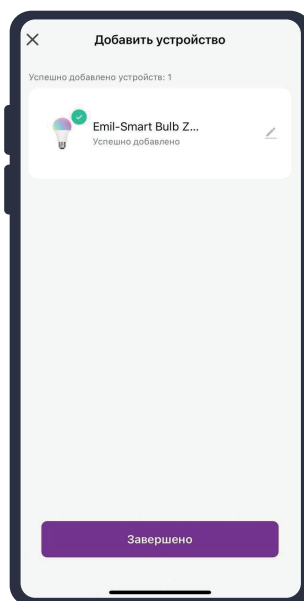 Добавить устройство
Успешно добавлено устройств: 1
Emil-Smart Bulb Z...
Успешно добавлено
Завершено